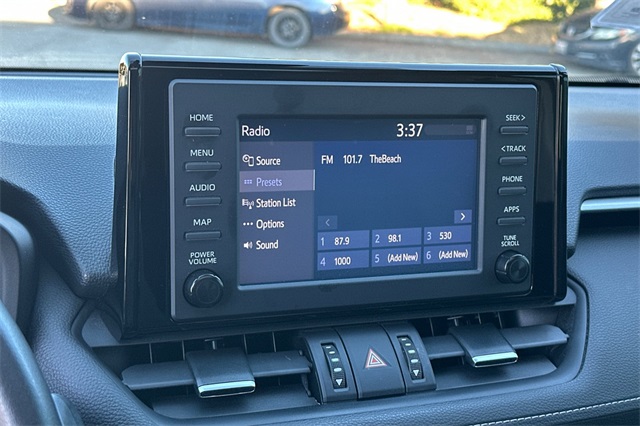 HOME
MENU
AUDIO
MAP
POWER
VOLUME
Radio
3:37
Source
Presets
Station List
Options
Sound
FM 101.7 TheBeach
< >
1 87.9 2 98.1 3 530
4 1000 5 (Add New) 6 (Add New)
SEEK >
< TRACK
PHONE
APPS
TUNE
SCROLL